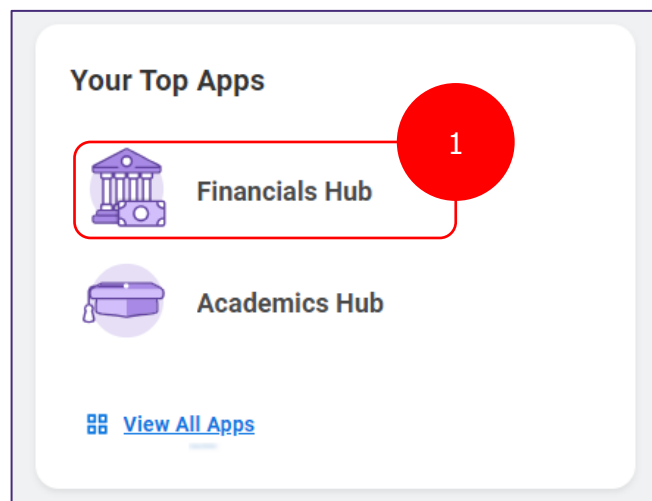 Your Top Apps
1
Financials Hub
Academics Hub
View All Apps